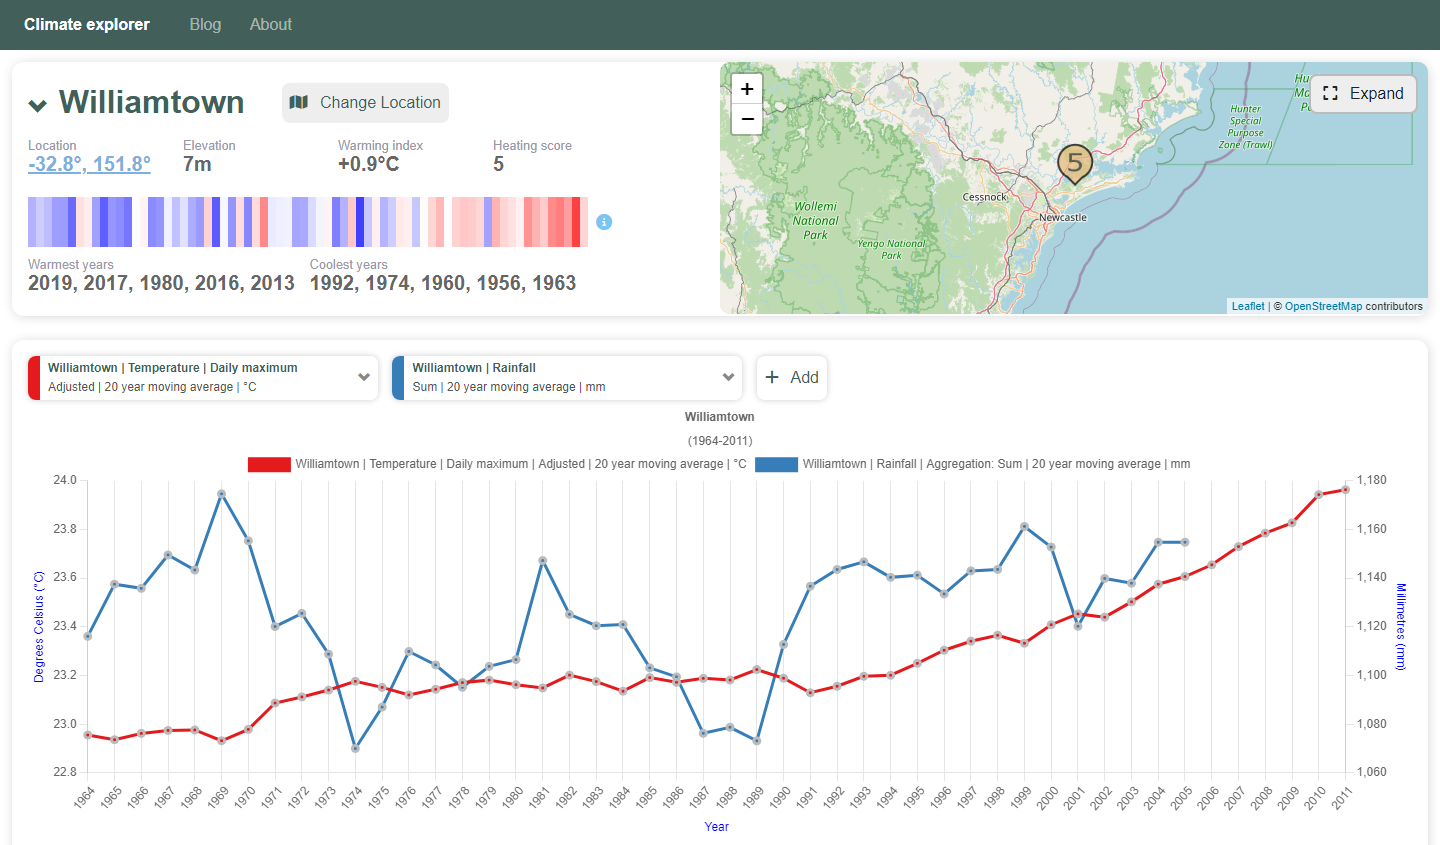 Climate explorer Blog About
Williamtown Change Location
Location Elevation Warming index Heating score
-32.8°, 151.8° 7m +0.9°C 5
Warmest years Coolest years
2019, 2017, 1980, 2016, 2013 1992, 1974, 1960, 1956, 1963
+
−
Expand
Hu
Ma
P
Hunter
Special
Purpose
Zone (Trawl)
5
Cessnock
Newcastle
Wollemi
National
Park
Yengo National
Park
Leaflet | © OpenStreetMap contributors
Williamtown | Temperature | Daily maximum
Adjusted | 20 year moving average | °C
Williamtown | Rainfall
Sum | 20 year moving average | mm
+ Add
Williamtown
(1964-2011)
Williamtown | Temperature | Daily maximum | Adjusted | 20 year moving average | °C Williamtown | Rainfall | Aggregation: Sum | 20 year moving average | mm
Degrees Celsius (°C)
24.0
23.8
23.6
23.4
23.2
23.0
22.8
1,180
1,160
1,140
1,120
1,100
1,080
1,060
Millimetres (mm)
1964 1965 1966 1967 1968 1969 1970 1971 1972 1973 1974 1975 1976 1977 1978 1979 1980 1981 1982 1983 1984 1985 1986 1987 1988 1989 1990 1991 1992 1993 1994 1995 1996 1997 1998 1999 2000 2001 2002 2003 2004 2005 2006 2007 2008 2009 2010 2011
Year